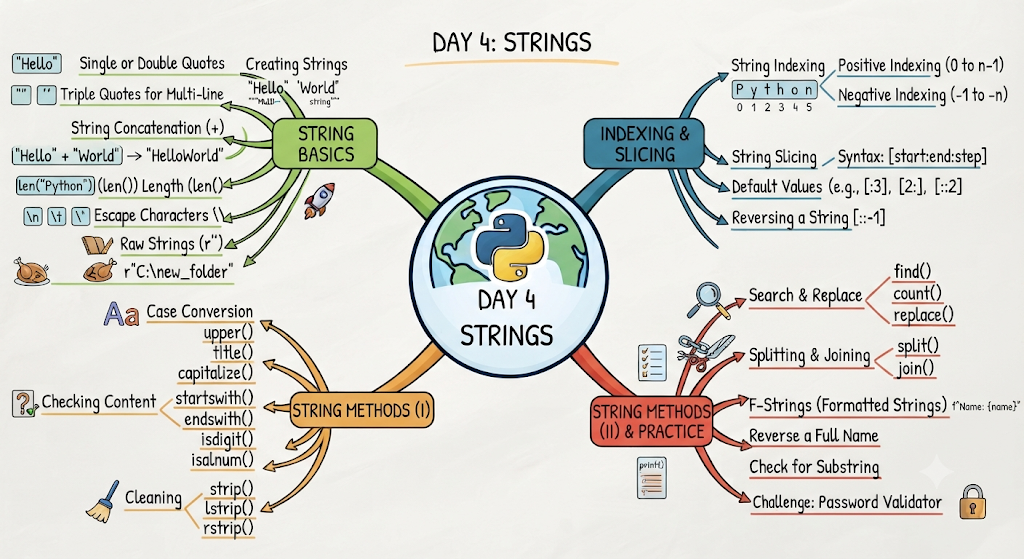 DAY 4: STRINGS
"Hello" Single or Double Quotes
Creating Strings
"Hello" 'World'
string"""
""" '' Triple Quotes for Multi-line
String Concatenation (+)
"Hello" + "World" → "HelloWorld"
len("Python") (len()) Length (len()
\n \t \" Escape Characters \\
Raw Strings (r'')
r"C:\new_folder"
STRING
BASICS
INDEXING &
SLICING
String Indexing
Python
0 1 2 3 4 5
Positive Indexing (0 to n-1)
Negative Indexing (-1 to -n)
String Slicing
Syntax: [start:end:step]
Default Values (e.g., [:3], [2:], [::2]
Reversing a String [::-1]
DAY 4
STRINGS
Aa Case Conversion
upper()
title()
capitalize()
? Checking Content
startswith()
endswith()
isdigit()
isalnum()
Cleaning
strip()
lstrip()
rstrip()
STRING METHODS (I)
STRING METHODS
(II) & PRACTICE
Search & Replace
find()
count()
replace()
Splitting & Joining
split()
join()
F-Strings (Formatted Strings) f"Name: {name}"
Reverse a Full Name
Check for Substring
Challenge: Password Validator
print()